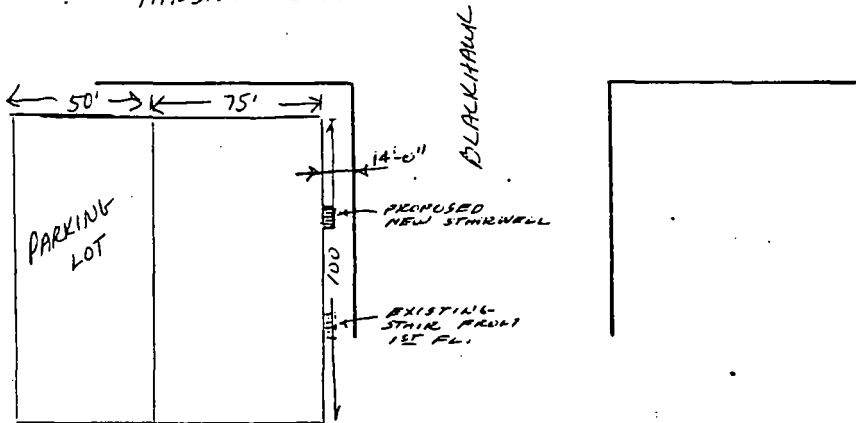 BLACKHAWK
50'
75'
14'-0"
PARKING
LOT
PROPOSED
NEW STAIRWELL
100
EXISTING
STAIR FROM
1ST FL.